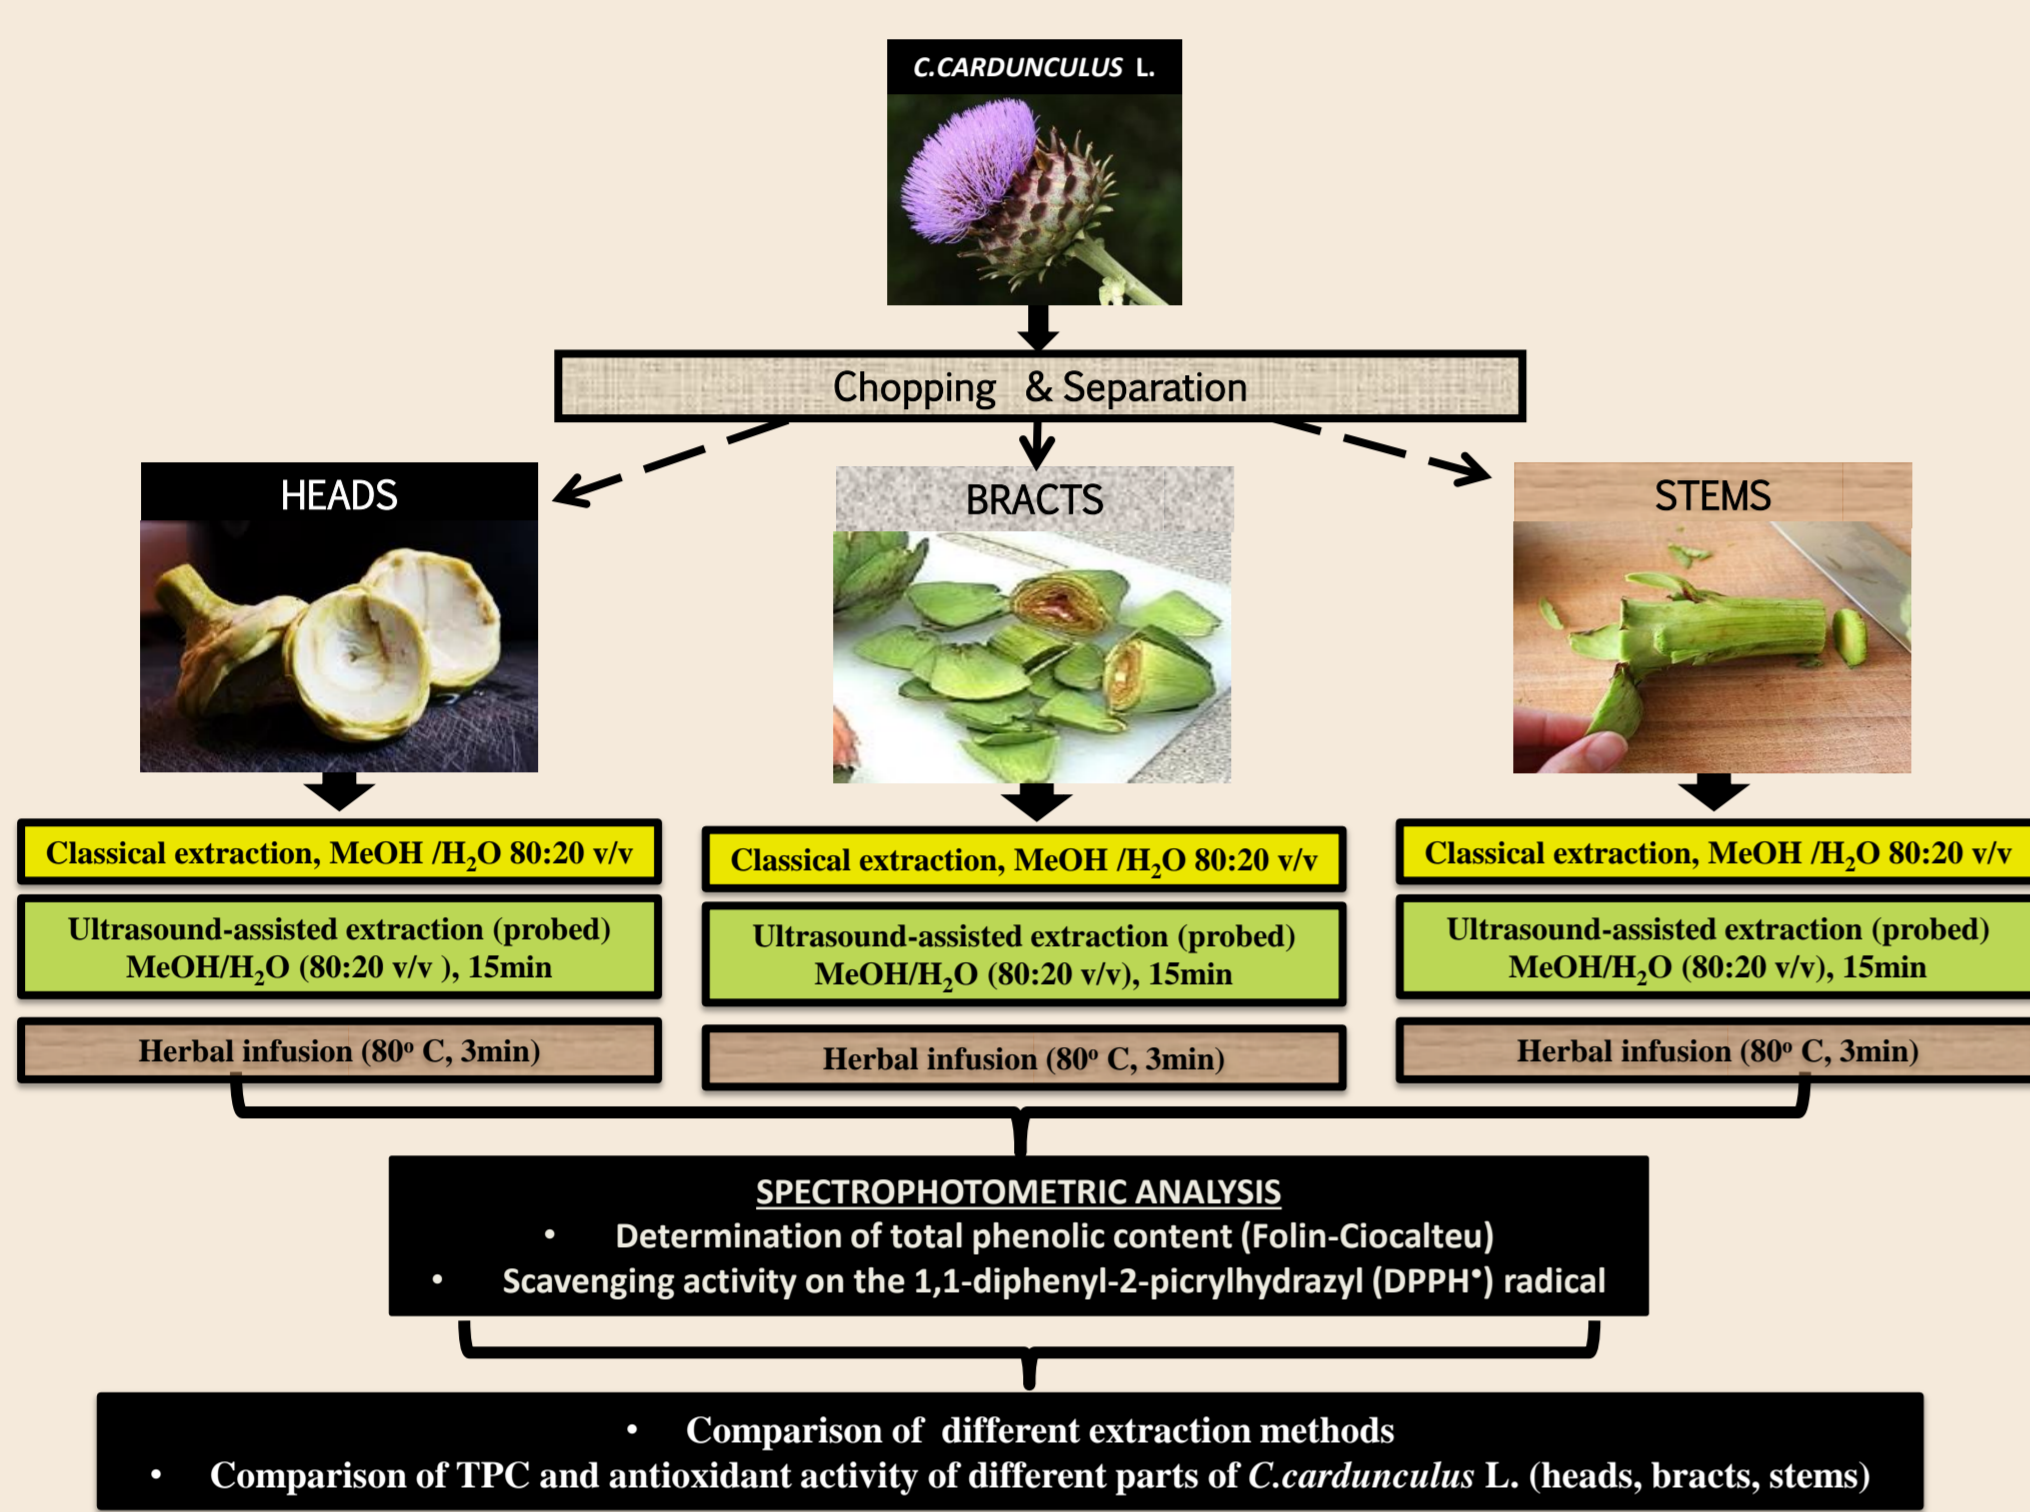 C.CARDUNCULUS L.
Chopping & Separation
HEADS
BRACTS
STEMS
Classical extraction, MeOH /H₂O 80:20 v/v
Ultrasound-assisted extraction (probed)
MeOH/H₂O (80:20 v/v ), 15min
Herbal infusion (80º C, 3min)
Classical extraction, MeOH /H₂O 80:20 v/v
Ultrasound-assisted extraction (probed)
MeOH/H₂O (80:20 v/v), 15min
Herbal infusion (80º C, 3min)
Classical extraction, MeOH /H₂O 80:20 v/v
Ultrasound-assisted extraction (probed)
MeOH/H₂O (80:20 v/v), 15min
Herbal infusion (80º C, 3min)
SPECTROPHOTOMETRIC ANALYSIS
• Determination of total phenolic content (Folin-Ciocalteu)
• Scavenging activity on the 1,1-diphenyl-2-picrylhydrazyl (DPPH•) radical
• Comparison of different extraction methods
• Comparison of TPC and antioxidant activity of different parts of C.cardunculus L. (heads, bracts, stems)